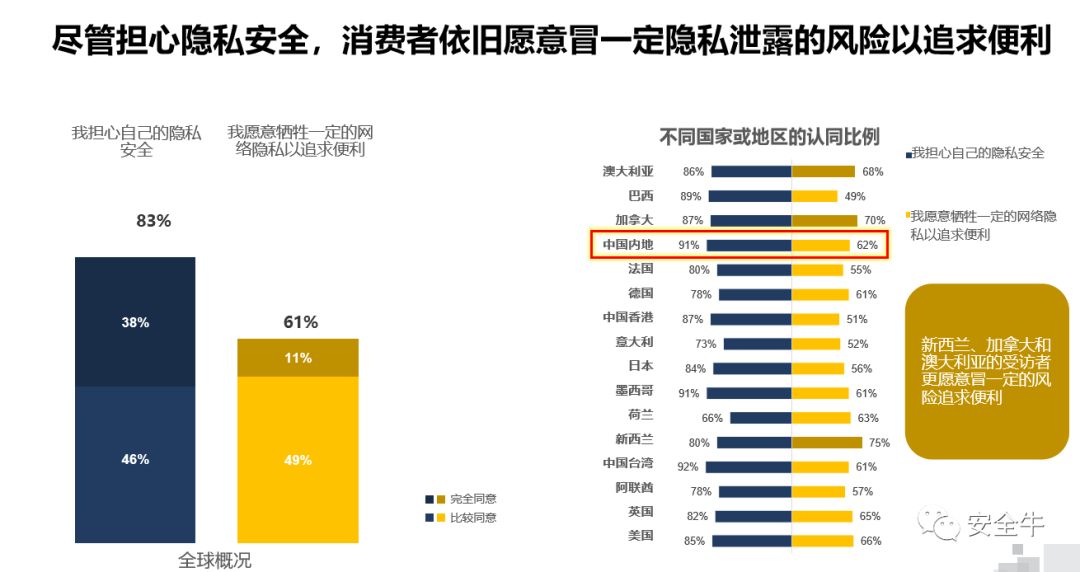 尽管担心隐私安全，消费者依旧愿意冒一定隐私泄露的风险以追求便利
我担心自己的隐私
安全
我愿意牺牲一定的网
络隐私以追求便利
83%
38%
46%
61%
11%
49%
完全同意
比较同意
全球概况
不同国家或地区的认同比例
澳大利亚 86% 68%
巴西 89% 49%
加拿大 87% 70%
中国内地 91% 62%
法国 80% 55%
德国 78% 61%
中国香港 87% 51%
意大利 73% 52%
日本 84% 56%
墨西哥 91% 61%
荷兰 66% 63%
新西兰 80% 75%
中国台湾 92% 61%
阿联酋 78% 57%
英国 82% 65%
美国 85% 66%
我担心自己的隐私安全
我愿意牺牲一定的网络隐
私以追求便利
新西兰、加拿大和
澳大利亚的受访者
更愿意冒一定的风
险追求便利
安全牛